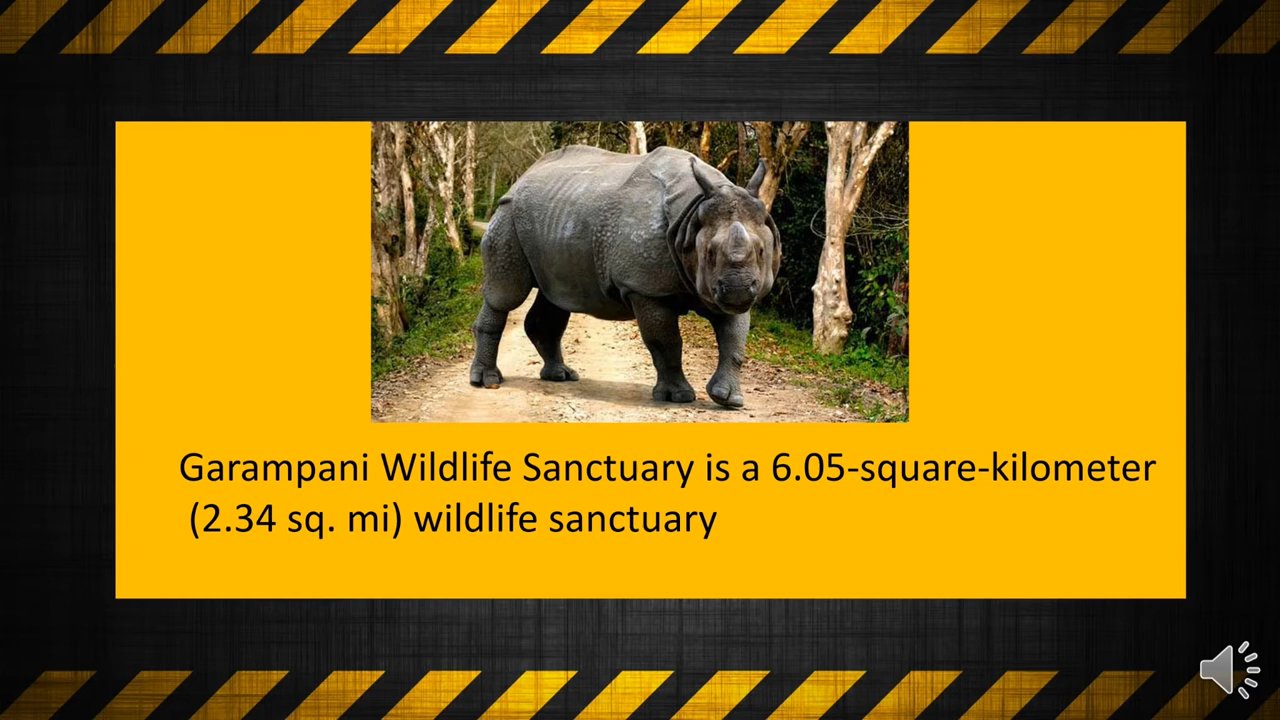 Garampani Wildlife Sanctuary is a 6.05-square-kilometer
(2.34 sq. mi) wildlife sanctuary